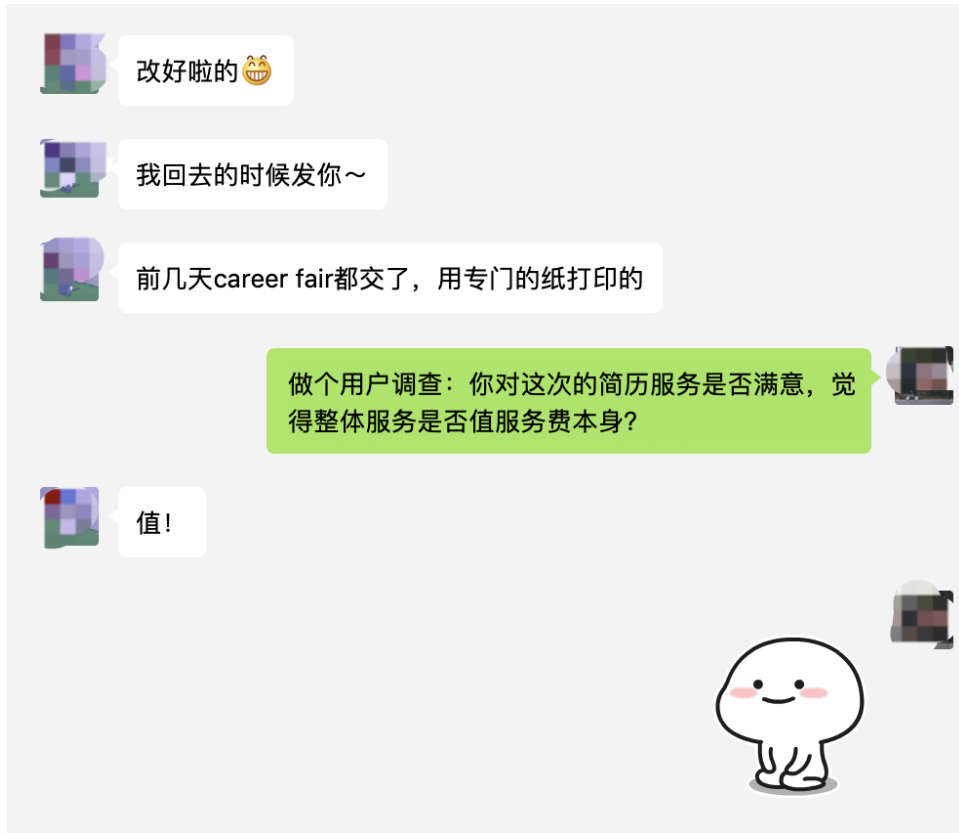 改好啦的😁
我回去的时候发你～
前几天career fair都交了，用专门的纸打印的
做个用户调查：你对这次的简历服务是否满意，觉
得整体服务是否值服务费本身？
值！